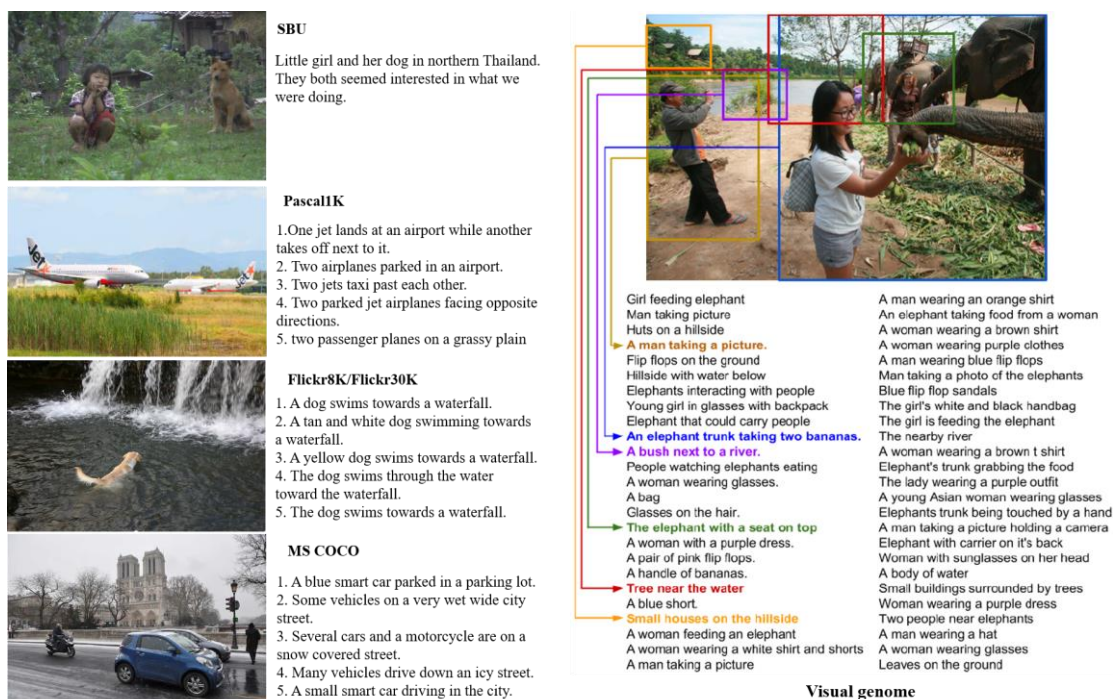 SBU
Little girl and her dog in northern Thailand.
They both seemed interested in what we
were doing.
Pascal1K
1.One jet lands at an airport while another
takes off next to it.
2. Two airplanes parked in an airport.
3. Two jets taxi past each other.
4. Two parked jet airplanes facing opposite
directions.
5. two passenger planes on a grassy plain
Flickr8K/Flickr30K
1. A dog swims towards a waterfall.
2. A tan and white dog swimming towards
a waterfall.
3. A yellow dog swims towards a waterfall.
4. The dog swims through the water
toward the waterfall.
5. The dog swims towards a waterfall.
MS COCO
1. A blue smart car parked in a parking lot.
2. Some vehicles on a very wet wide city
street.
3. Several cars and a motorcycle are on a
snow covered street.
4. Many vehicles drive down an icy street.
5. A small smart car driving in the city.
Girl feeding elephant
Man taking picture
Huts on a hillside
A man taking a picture.
Flip flops on the ground
Hillside with water below
Elephants interacting with people
Young girl in glasses with backpack
Elephant that could carry people
An elephant trunk taking two bananas.
A bush next to a river.
People watching elephants eating
A woman wearing glasses.
A bag
Glasses on the hair.
The elephant with a seat on top
A woman with a purple dress.
A pair of pink flip flops.
A handle of bananas.
Tree near the water
A blue short.
Small houses on the hillside
A woman feeding an elephant
A woman wearing a white shirt and shorts
A man taking a picture
A man wearing an orange shirt
An elephant taking food from a woman
A woman wearing a brown shirt
A woman wearing purple clothes
A man wearing blue flip flops
Man taking a photo of the elephants
Blue flip flop sandals
The girl's white and black handbag
The girl is feeding the elephant
The nearby river
A woman wearing a brown t shirt
Elephant's trunk grabbing the food
The lady wearing a purple outfit
A young Asian woman wearing glasses
Elephants trunk being touched by a hand
A man taking a picture holding a camera
Elephant with carrier on it's back
Woman with sunglasses on her head
A body of water
Small buildings surrounded by trees
Woman wearing a purple dress
Two people near elephants
A man wearing a hat
A woman wearing glasses
Leaves on the ground
Visual genome